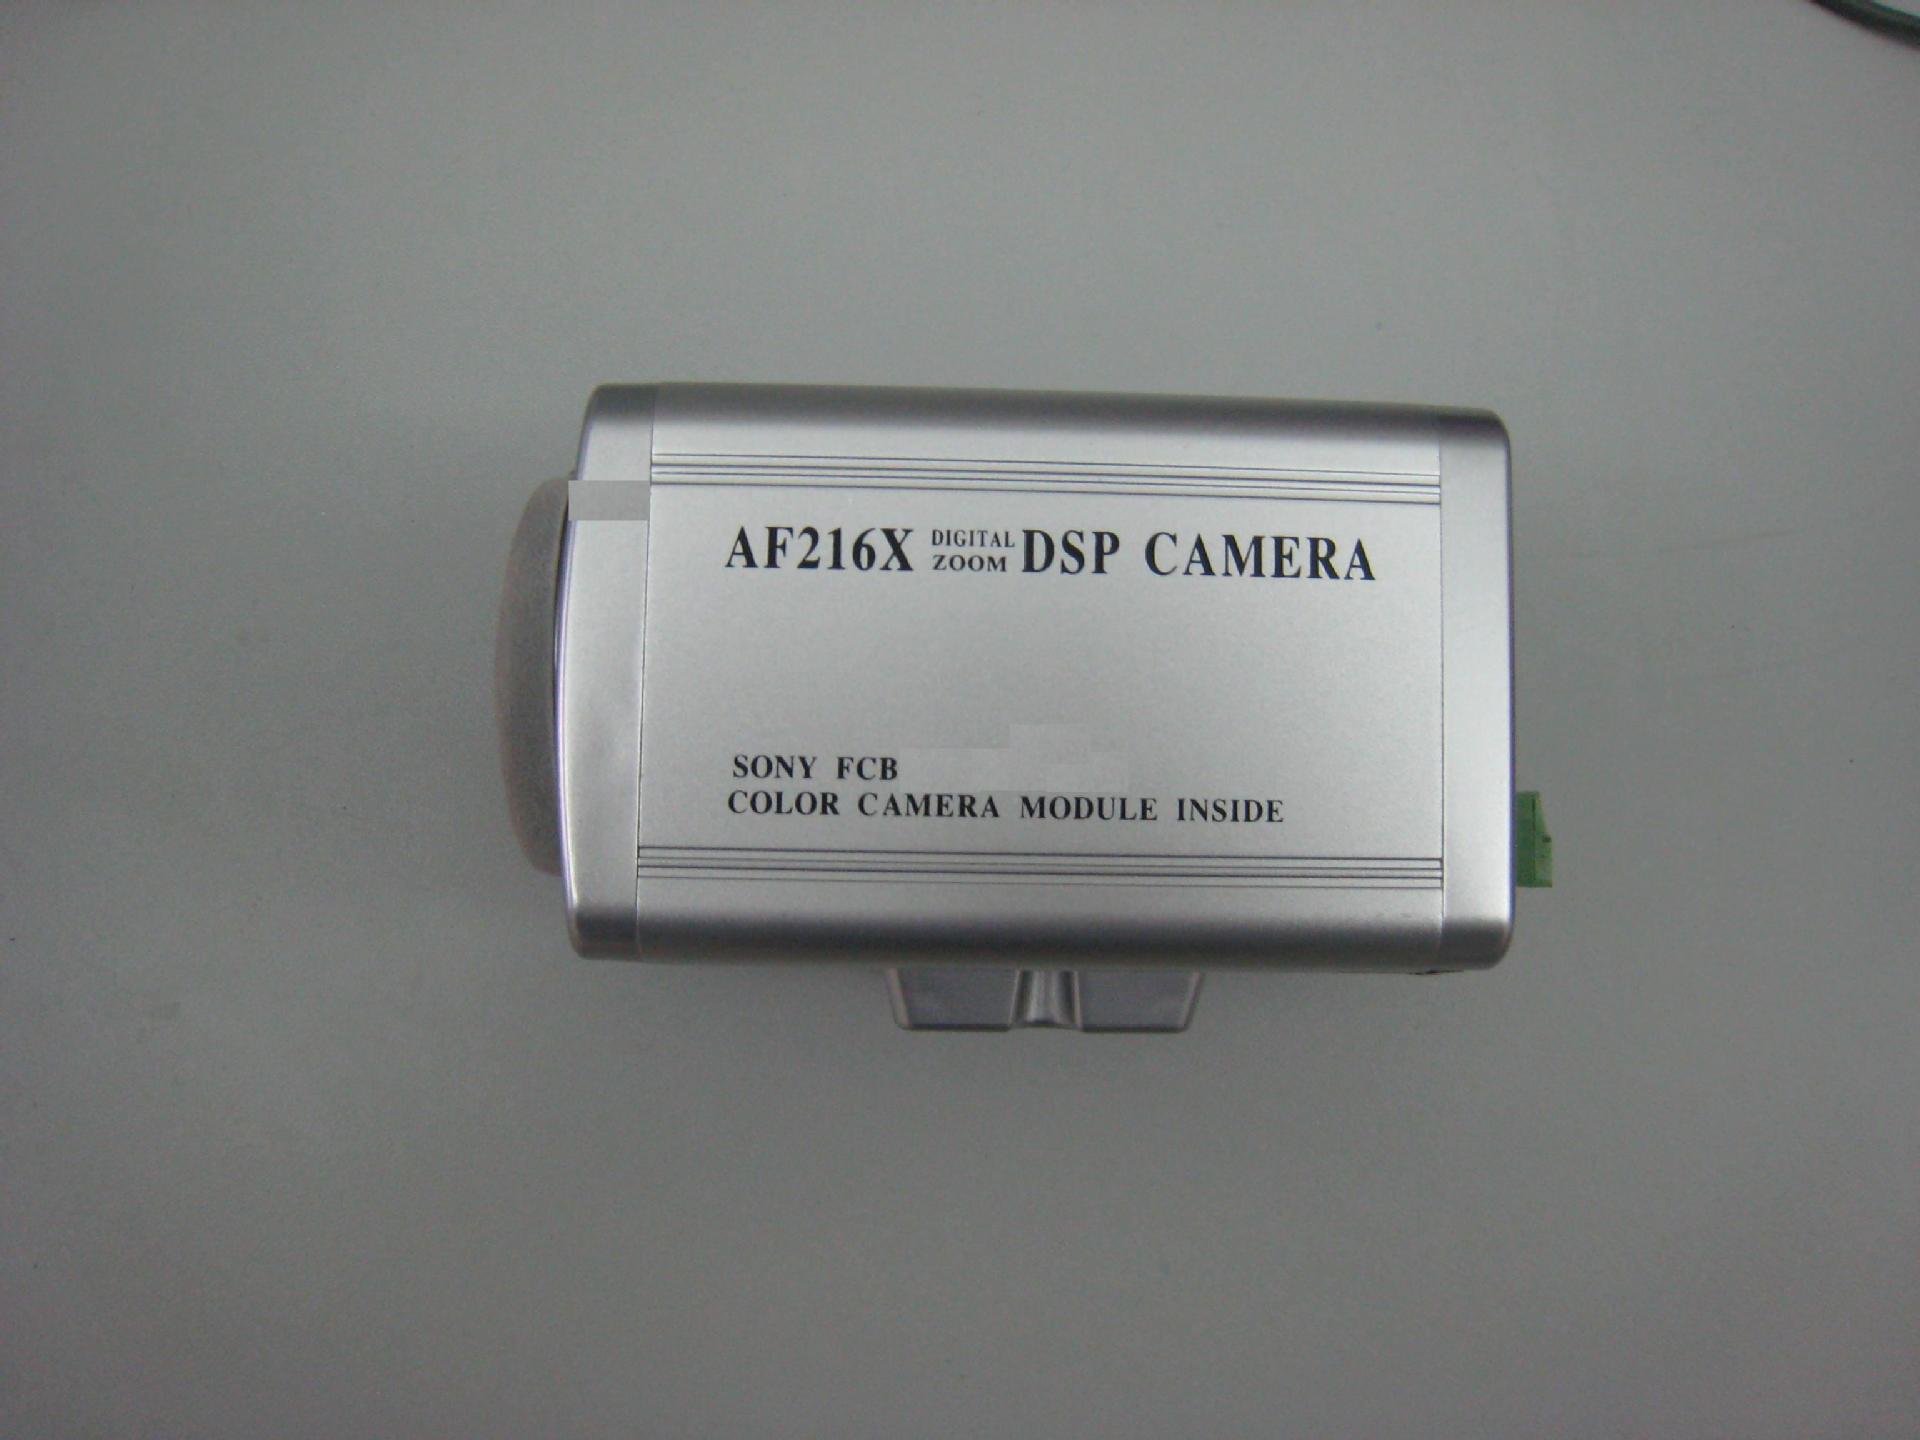 AF216X DIGITAL ZOOM DSP CAMERA
SONY FCB
COLOR CAMERA MODULE INSIDE